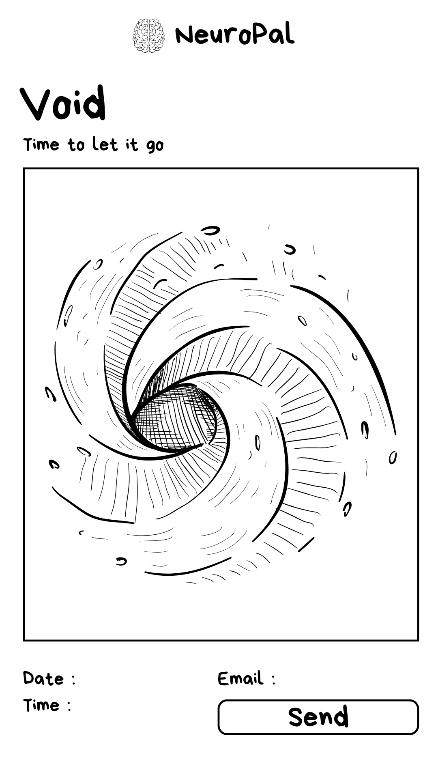 NeuroPal
Void
Time to let it go
Date :
Email :
Time :
Send